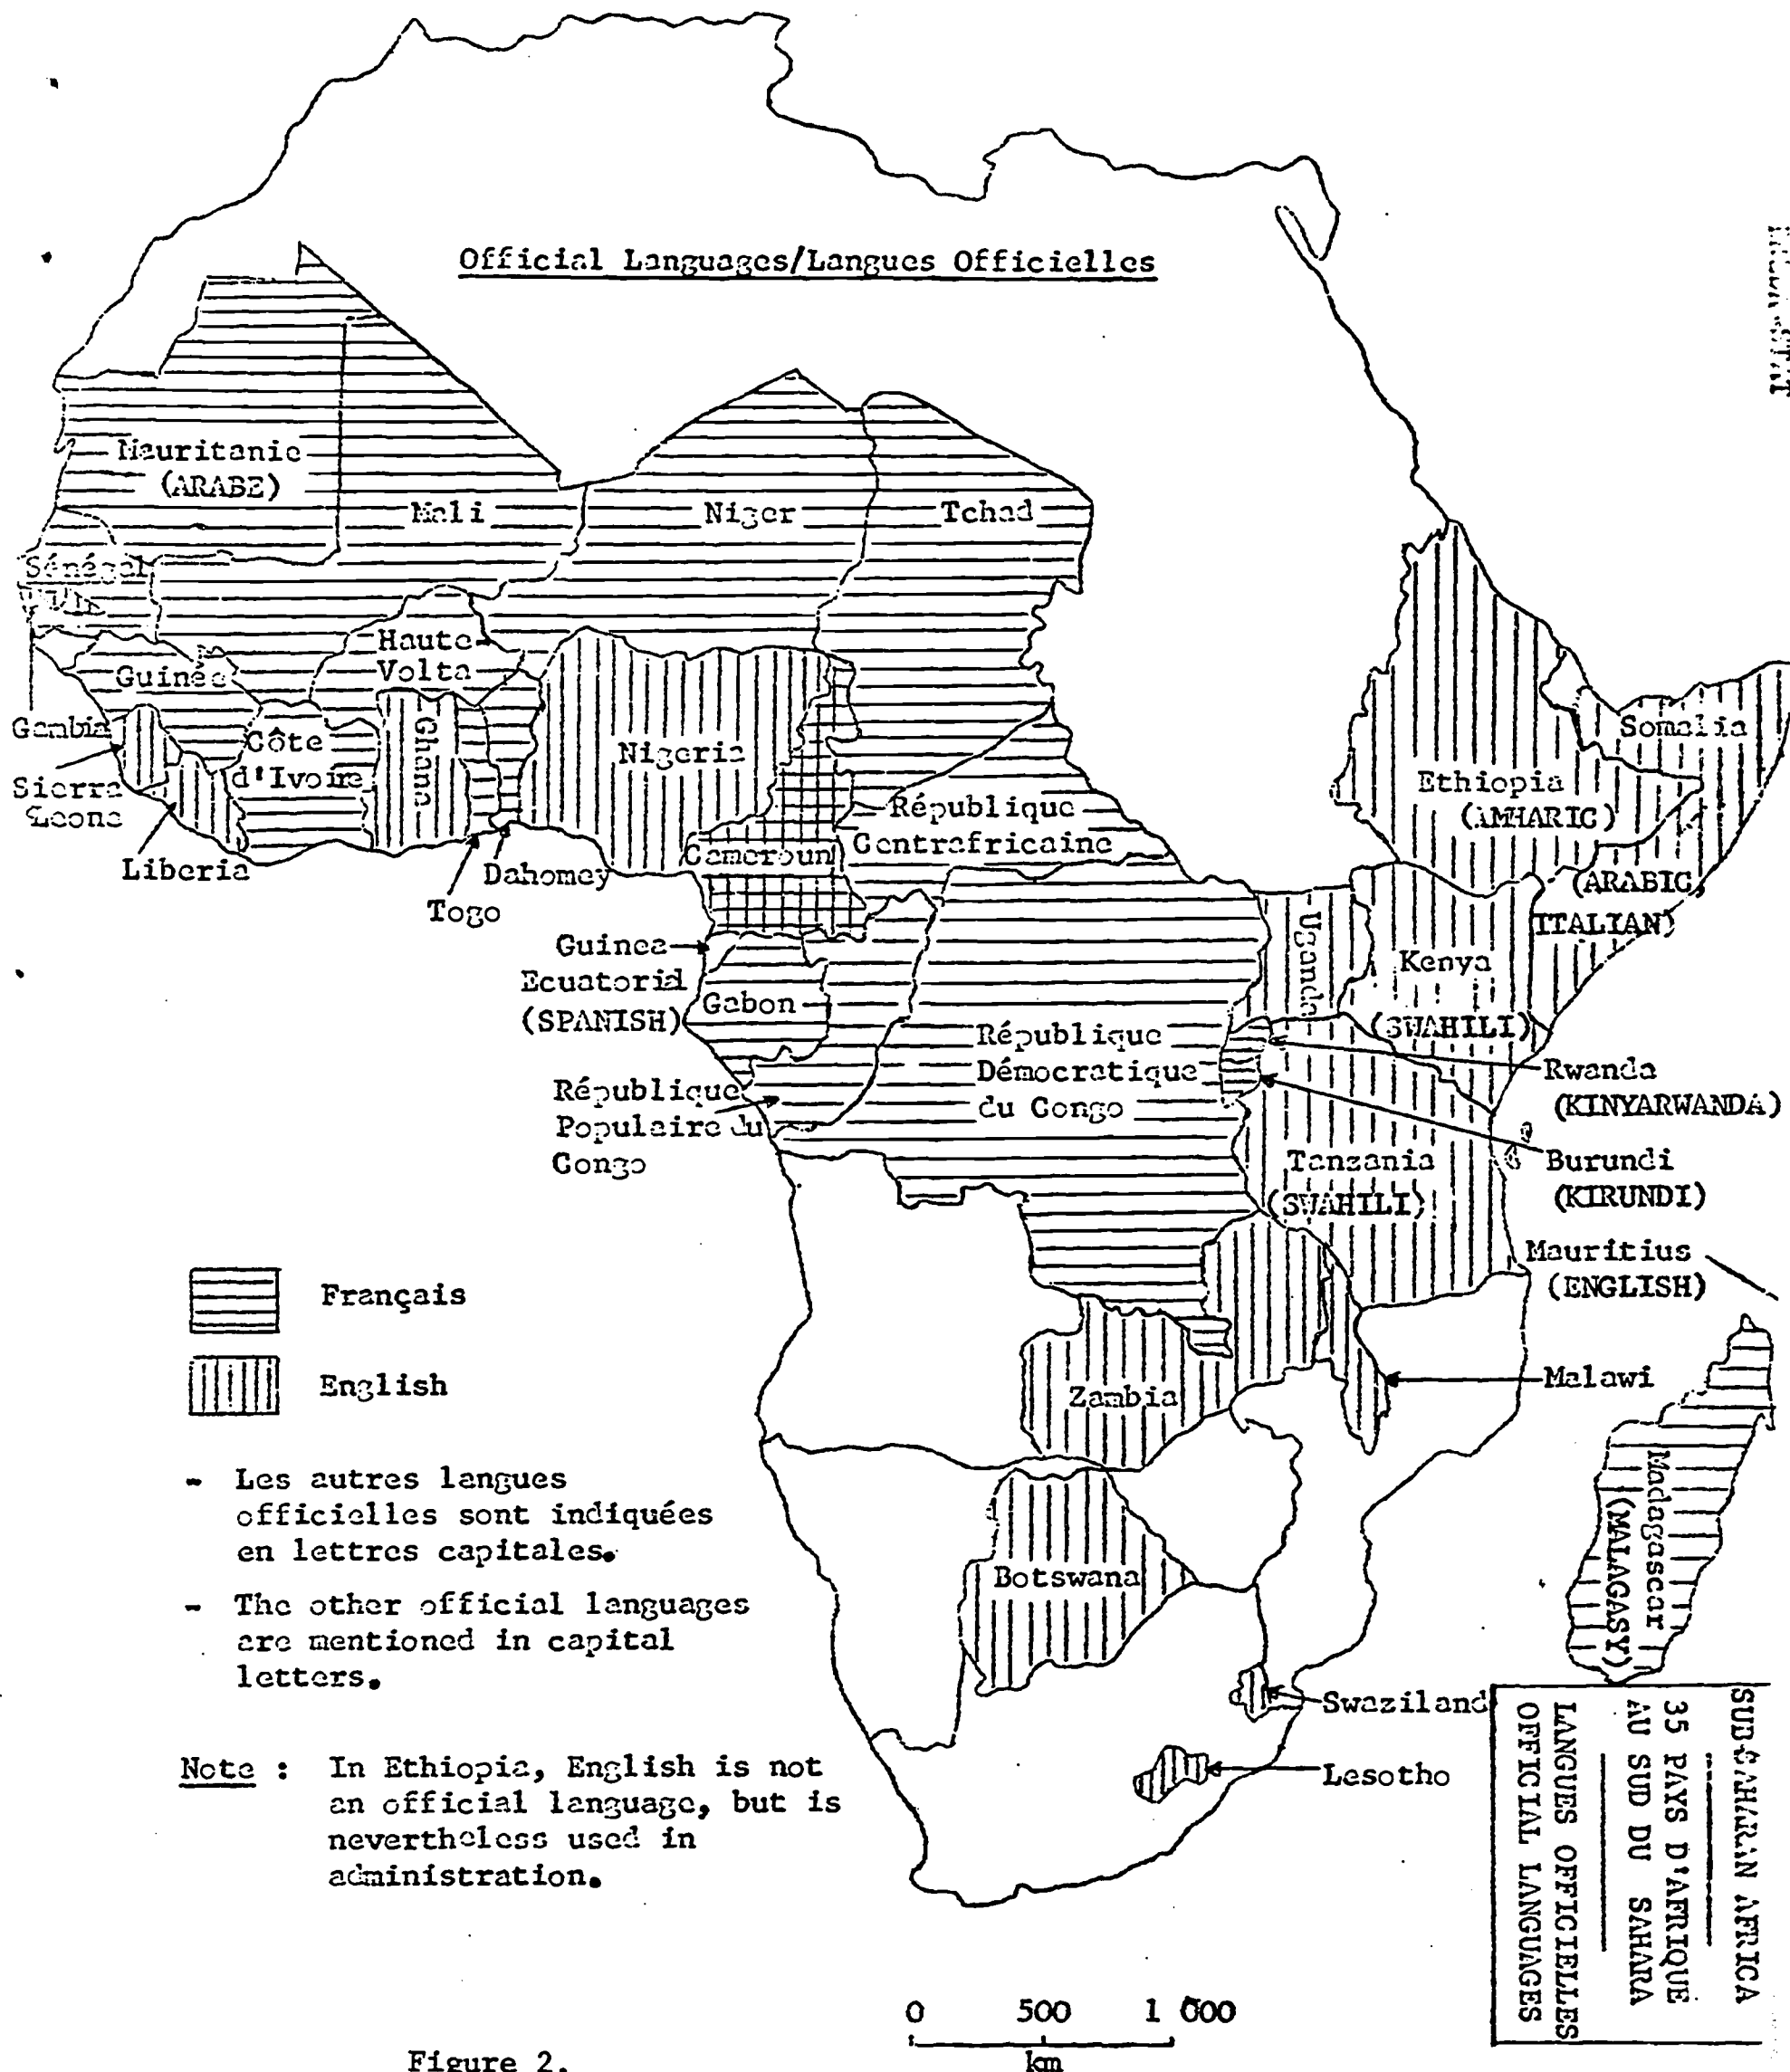 Official Languages/Langues Officielles
Mauritanie
(ARABE)
Mali
Niger
Tchad
Sénégal
Haute
Volta
Guinée
Gambia
Sierra
Leone
Liberia
Côte
d'Ivoire
Ghana
Togo
Dahomey
Nigeria
Cameroun
République
Centrafricaine
Somalia
Ethiopia
(AMHARIC)
(ARABIC,
ITALIAN)
Uganda
Kenya
(SWAHILI)
Guinea
Ecuatorial
(SPANISH)
Gabon
République
Populaire du
Congo
République
Démocratique
du Congo
Rwanda
(KINYARWANDA)
Burundi
(KIRUNDI)
Tanzania
(SWAHILI)
Mauritius
(ENGLISH)
Malawi
Zambia
Madagascar
(MALAGASY)
Botswana
Swaziland
Lesotho
Français
English
- Les autres langues
officielles sont indiquées
en lettres capitales.
- The other official languages
are mentioned in capital
letters.
Note : In Ethiopia, English is not
an official language, but is
nevertheless used in
administration.
SUB-SAHARAN AFRICA
35 PAYS D'AFRIQUE
AU SUD DU SAHARA
LANGUES OFFICIELLES
OFFICIAL LANGUAGES
0 500 1 000
km
Figure 2.